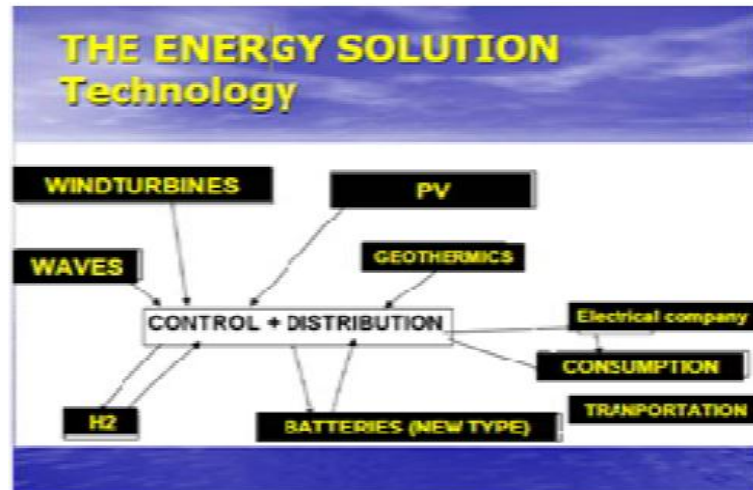 THE ENERGY SOLUTION
Technology
WINDTURBINES
PV
WAVES
GEOTHERMICS
CONTROL + DISTRIBUTION
Electrical company
CONSUMPTION
H2
BATTERIES (NEW TYPE)
TRANPORTATION